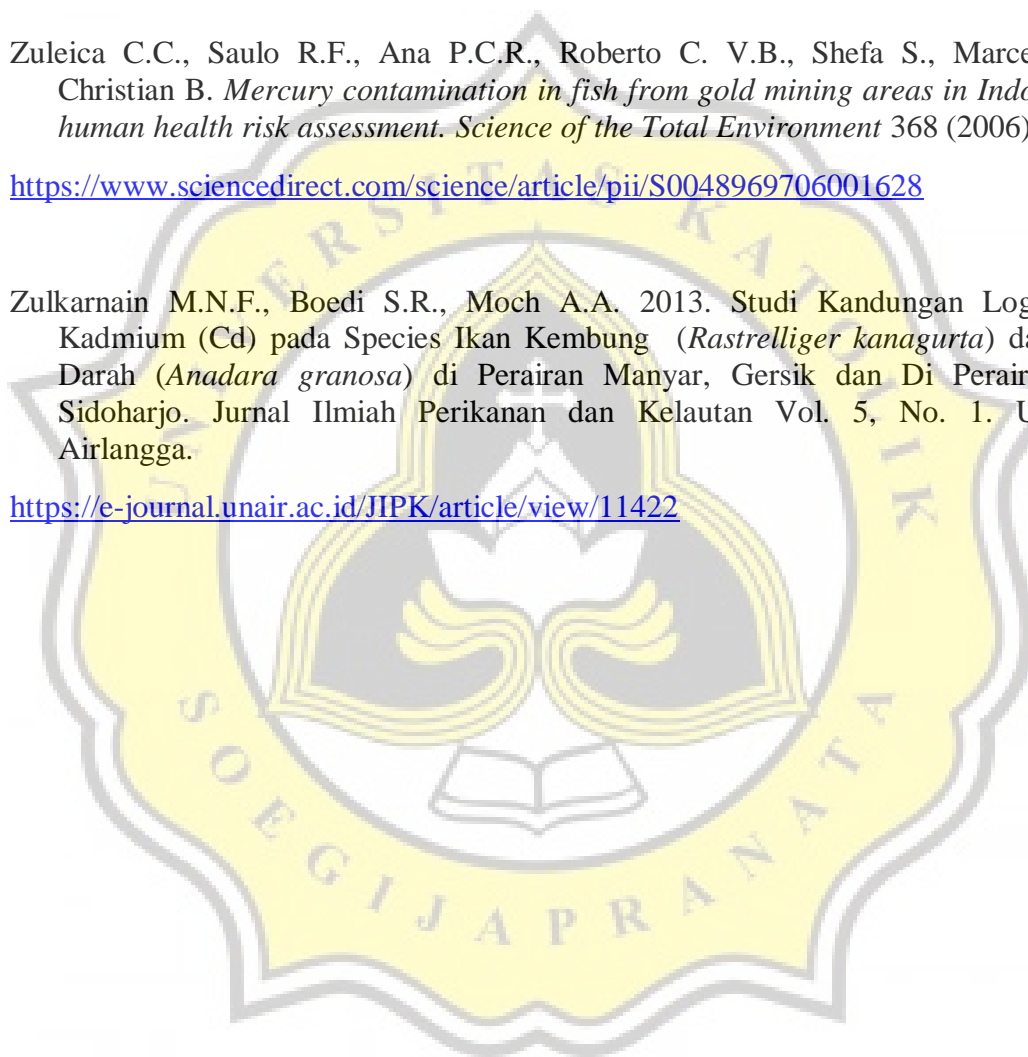 Zuleica C.C., Saulo R.F., Ana P.C.R., Roberto C. V.B., Shefa S., Marce
Christian B. Mercury contamination in fish from gold mining areas in Indo
human health risk assessment. Science of the Total Environment 368 (2006)
https://www.sciencedirect.com/science/article/pii/S0048969706001628
Zulkarnain M.N.F., Boedi S.R., Moch A.A. 2013. Studi Kandungan Log
Kadmium (Cd) pada Species Ikan Kembung (Rastrelliger kanagurta) da
Darah (Anadara granosa) di Perairan Manyar, Gersik dan Di Perair
Sidoharjo. Jurnal Ilmiah Perikanan dan Kelautan Vol. 5, No. 1. U
Airlangga.
https://e-journal.unair.ac.id/JIPK/article/view/11422
UNIVERSITAS KATOLIK
SOEGIJAPRANATA